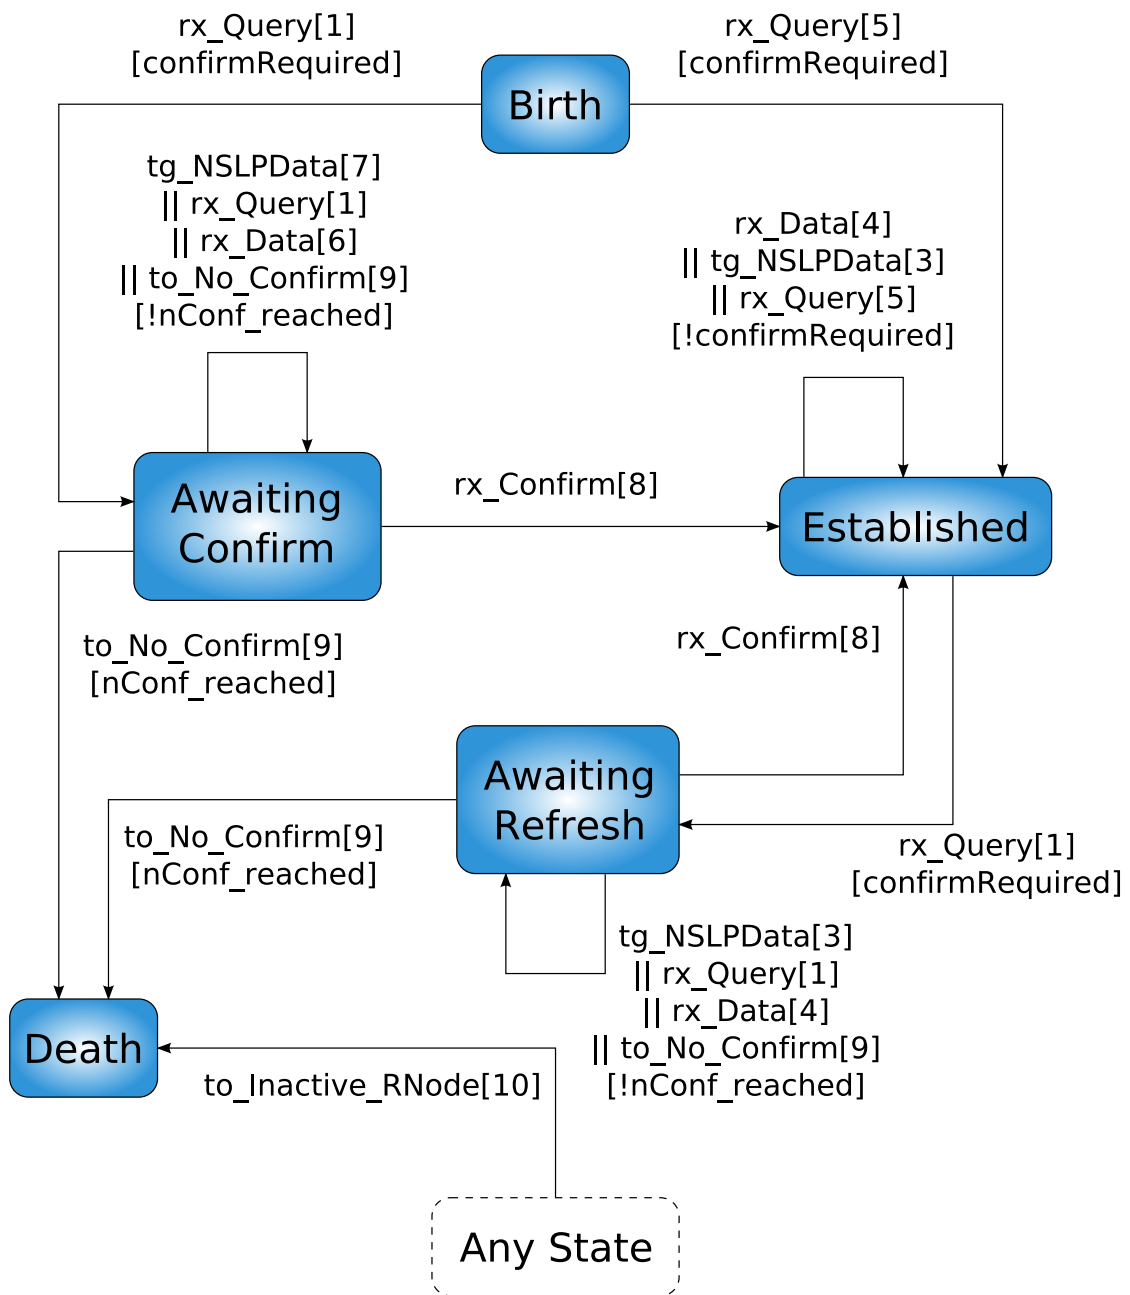 rx_Query[1]
[confirmRequired]
rx_Query[5]
[confirmRequired]
Birth
tg_NSLPData[7]
|| rx_Query[1]
|| rx_Data[6]
|| to_No_Confirm[9]
[!nConf_reached]
rx_Data[4]
|| tg_NSLPData[3]
|| rx_Query[5]
[!confirmRequired]
Awaiting
Confirm
rx_Confirm[8]
Established
to_No_Confirm[9]
[nConf_reached]
rx_Confirm[8]
Awaiting
Refresh
to_No_Confirm[9]
[nConf_reached]
rx_Query[1]
[confirmRequired]
tg_NSLPData[3]
|| rx_Query[1]
|| rx_Data[4]
|| to_No_Confirm[9]
[!nConf_reached]
Death
to_Inactive_RNode[10]
Any State